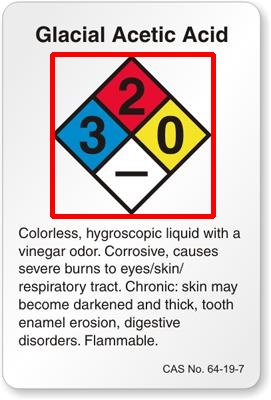 Glacial Acetic Acid
2
3 0
—
Colorless, hygroscopic liquid with a
vinegar odor. Corrosive, causes
severe burns to eyes/skin/
respiratory tract. Chronic: skin may
become darkened and thick, tooth
enamel erosion, digestive
disorders. Flammable.
CAS No. 64-19-7